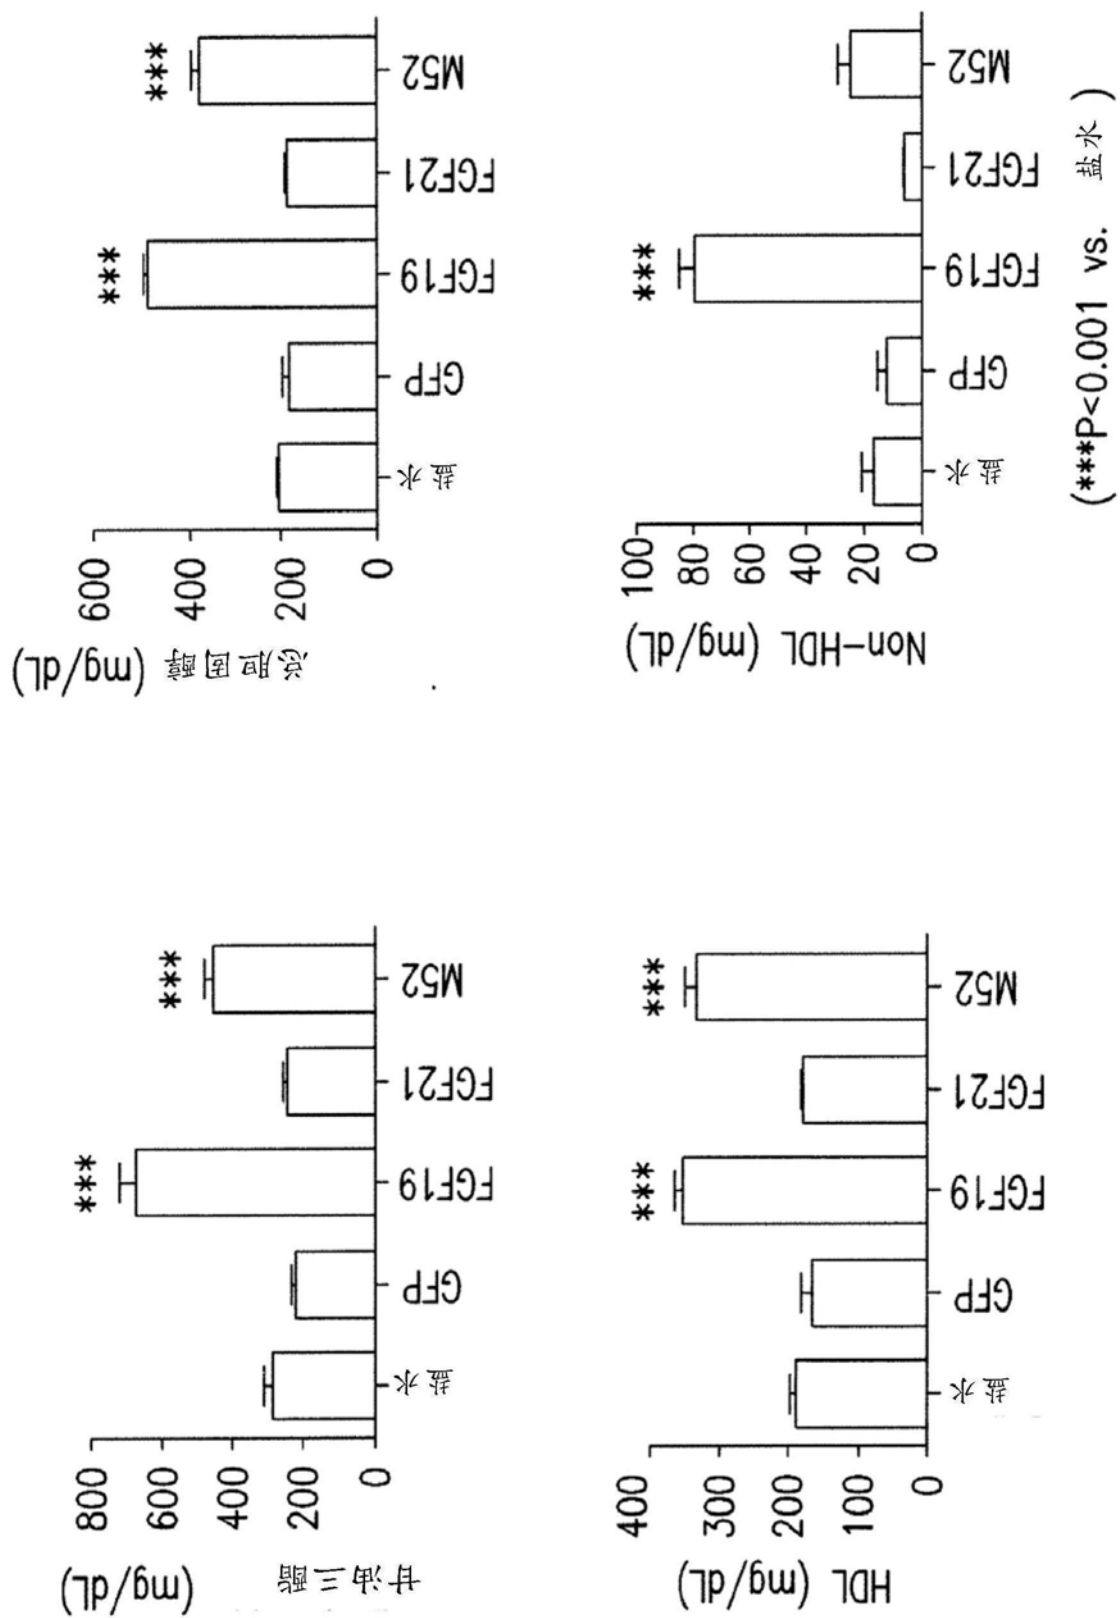 甘油三酯
(mg/dL)
800
600
400
200
0
***
***
盐水
GFP
FGF19
FGF21
M52
总胆固醇
(mg/dL)
600
400
200
0
***
***
盐水
GFP
FGF19
FGF21
M52
HDL (mg/dL)
400
300
200
100
0
***
***
盐水
GFP
FGF19
FGF21
M52
Non-HDL (mg/dL)
100
80
60
40
20
0
***
盐水
GFP
FGF19
FGF21
M52
(***P<0.001 vs. 盐水)